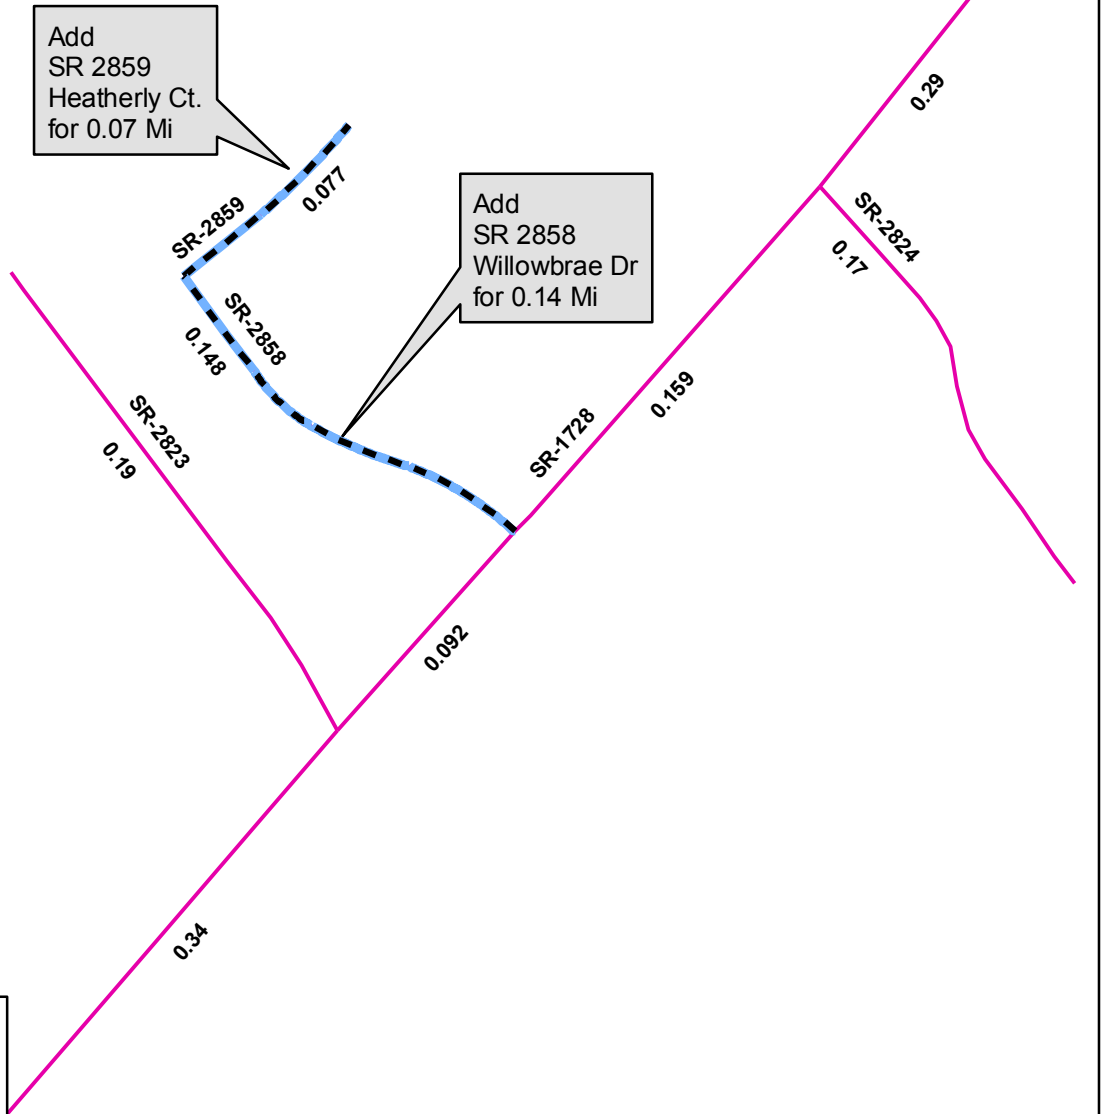 Add
SR 2859
Heatherly Ct.
for 0.07 Mi
0.29
0.077
Add
SR 2858
Willowbrae Dr
for 0.14 Mi
SR-2859
SR-2824
0.17
SR-2858
0.148
0.159
SR-2823
0.19
SR-1728
0.092
0.34